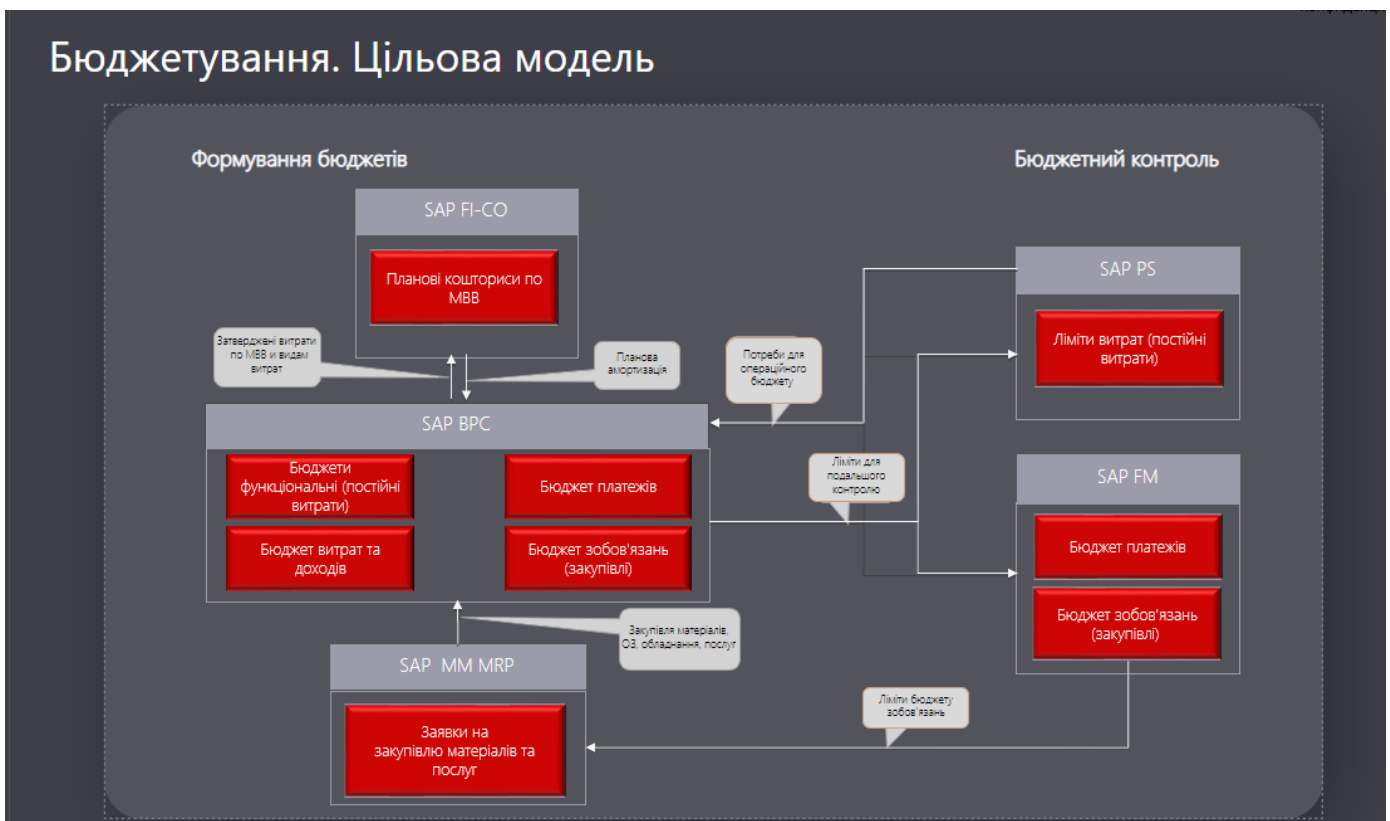 Бюджетування. Цільова модель
Формування бюджетів
Бюджетний контроль
SAP FI-CO
Планові кошториси по
МВВ
SAP PS
Ліміти витрат (постійні
витрати)
Затверджені витрати
по МВВ и видам
витрат
Планова
амортизація
Потреби для
операційного
бюджету
SAP BPC
Бюджети
функціональні (постійні
витрати)
Бюджет платежів
Бюджет витрат та
доходів
Бюджет зобов'язань
(закупівлі)
Ліміти для
подальшого
контролю
SAP FM
Бюджет платежів
Бюджет зобов'язань
(закупівлі)
Закупівля матеріалів,
ОЗ, обладнання, послуг
SAP MM MRP
Заявки на
закупівлю матеріалів та
послуг
Ліміти бюджету
зобов'язань